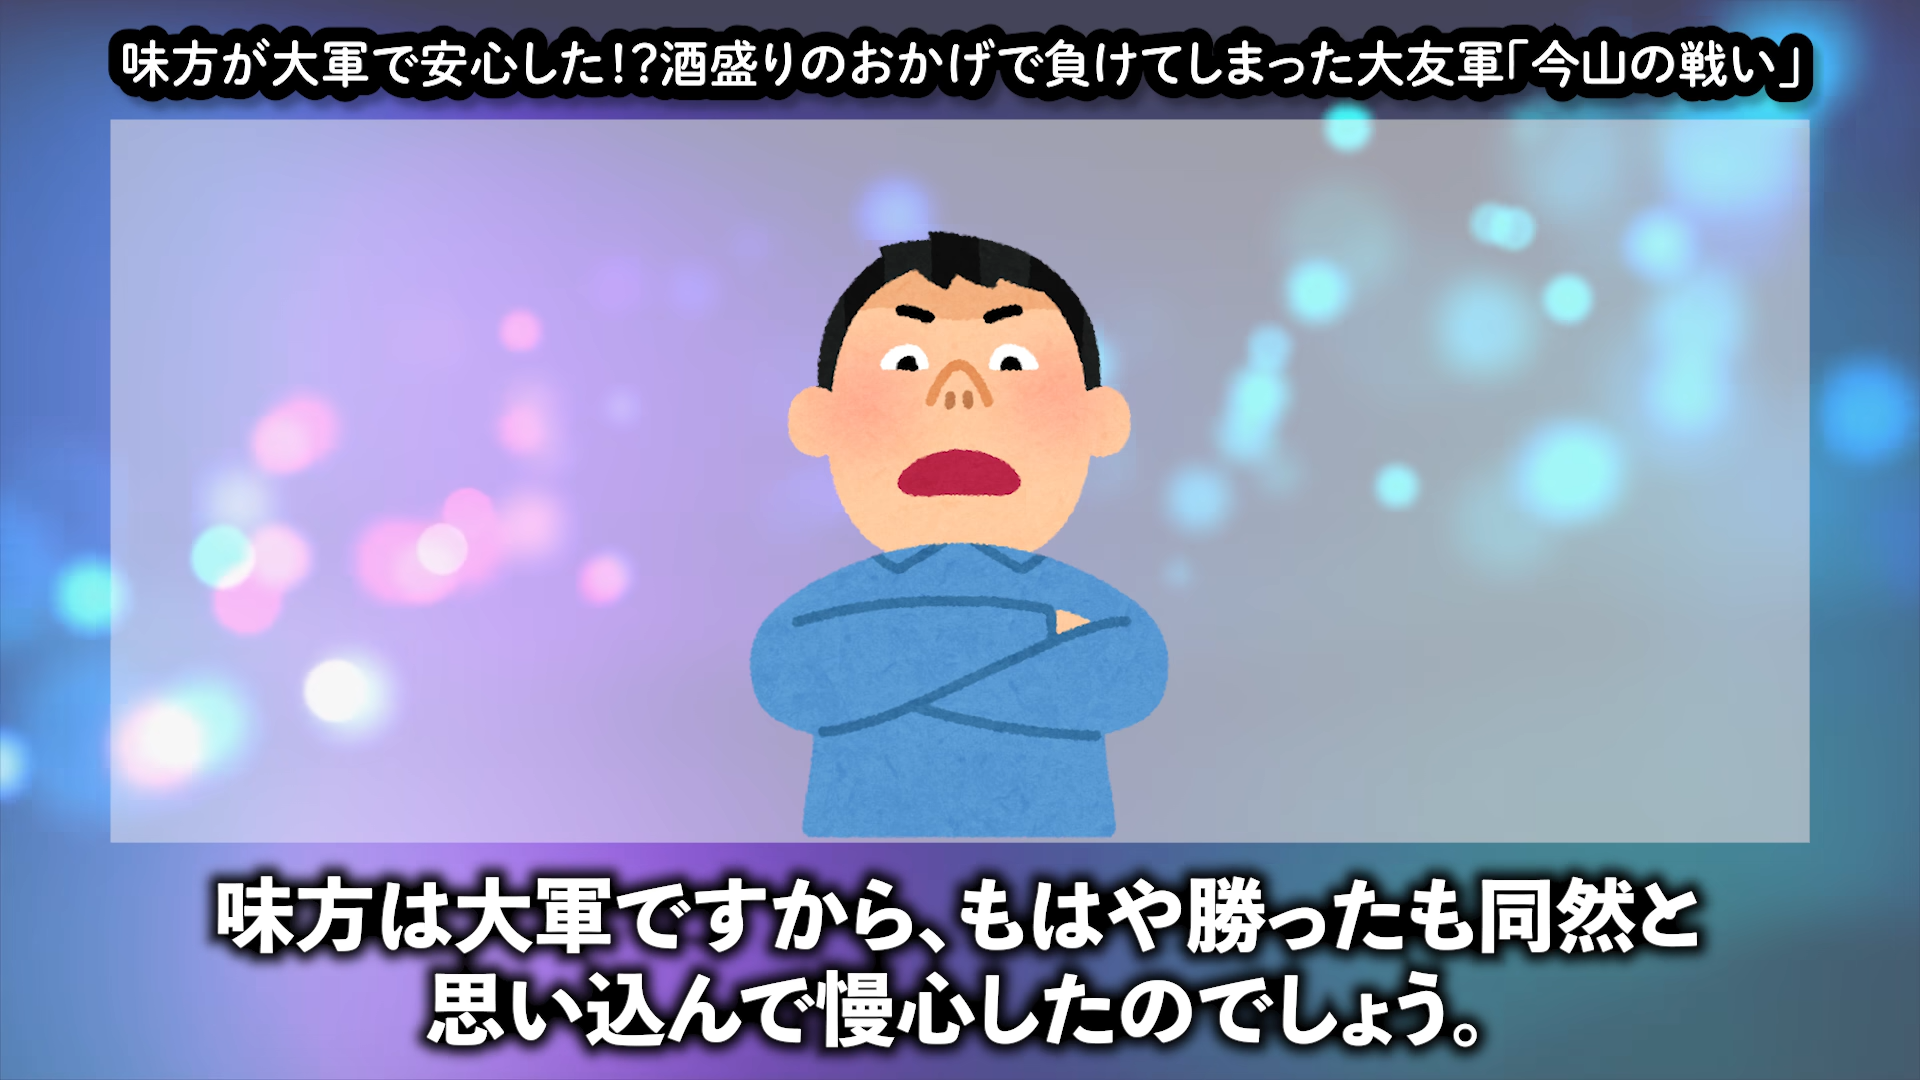 味方が大軍で安心した!?酒盛りのおかげで負けてしまった大友軍「今山の戦い」
味方は大軍ですから、もはや勝ったも同然と
思い込んで慢心したのでしょう。